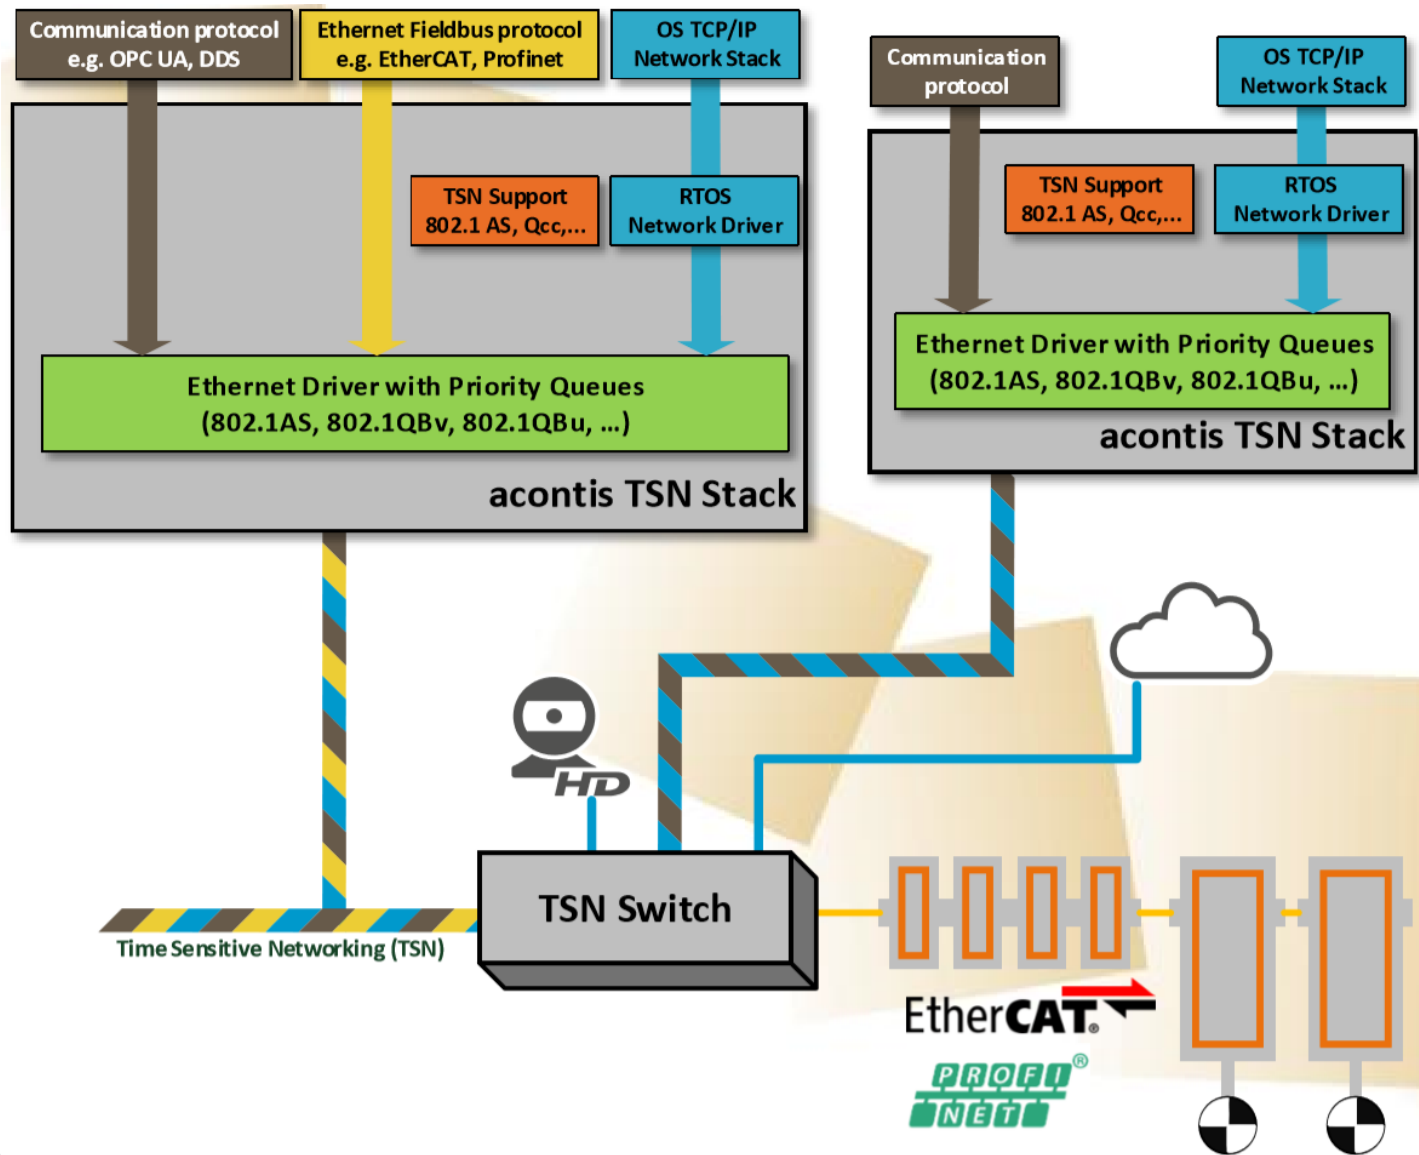 Communication protocol
e.g. OPC UA, DDS
Ethernet Fieldbus protocol
e.g. EtherCAT, Profinet
OS TCP/IP
Network Stack
TSN Support
802.1 AS, Qcc,...
RTOS
Network Driver
Ethernet Driver with Priority Queues
(802.1AS, 802.1QBv, 802.1QBu, ...)
acontis TSN Stack
Communication
protocol
OS TCP/IP
Network Stack
TSN Support
802.1 AS, Qcc,...
RTOS
Network Driver
Ethernet Driver with Priority Queues
(802.1AS, 802.1QBv, 802.1QBu, ...)
acontis TSN Stack
HD
TSN Switch
Time Sensitive Networking (TSN)
EtherCAT®
PROFI®
NET